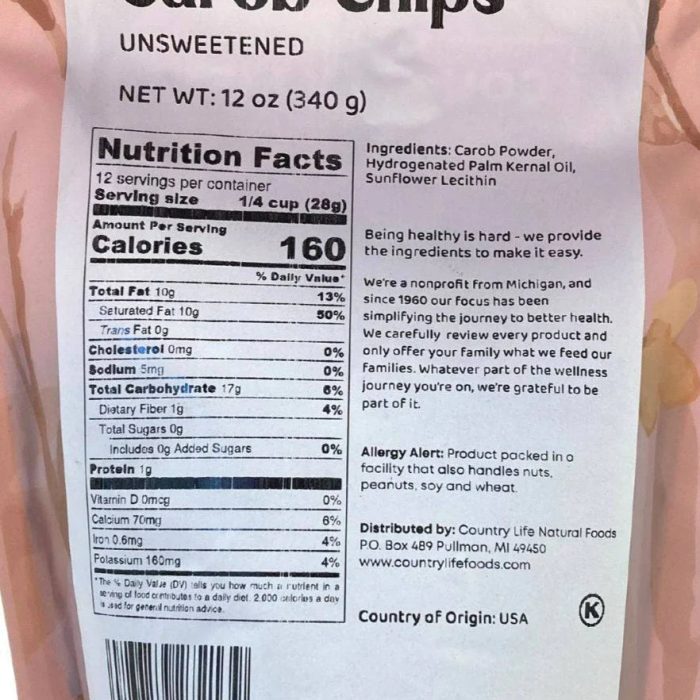 Carob Chips
UNSWEETENED
NET WT: 12 oz (340 g)
Nutrition Facts
12 servings per container
Serving size 1/4 cup (28g)
Amount Per Serving
Calories 160
% Daily Value*
Total Fat 10g 13%
Saturated Fat 10g 50%
Trans Fat 0g
Cholesterol 0mg 0%
Sodium 5mg 0%
Total Carbohydrate 17g 6%
Dietary Fiber 1g 4%
Total Sugars 0g
Includes 0g Added Sugars 0%
Protein 1g
Vitamin D 0mcg 0%
Calcium 70mg 6%
Iron 0.6mg 4%
Potassium 160mg 4%
*The % Daily Value (DV) tells you how much a nutrient in a
serving of food contributes to a daily diet. 2,000 calories a day
is used for general nutrition advice.
Ingredients: Carob Powder,
Hydrogenated Palm Kernal Oil,
Sunflower Lecithin
Being healthy is hard - we provide
the ingredients to make it easy.
We're a nonprofit from Michigan, and
since 1960 our focus has been
simplifying the journey to better health.
We carefully review every product and
only offer your family what we feed our
families. Whatever part of the wellness
journey you're on, we're grateful to be
part of it.
Allergy Alert: Product packed in a
facility that also handles nuts,
peanuts, soy and wheat.
Distributed by: Country Life Natural Foods
P.O. Box 489 Pullman, MI 49450
www.countrylifefoods.com
Country of Origin: USA
K